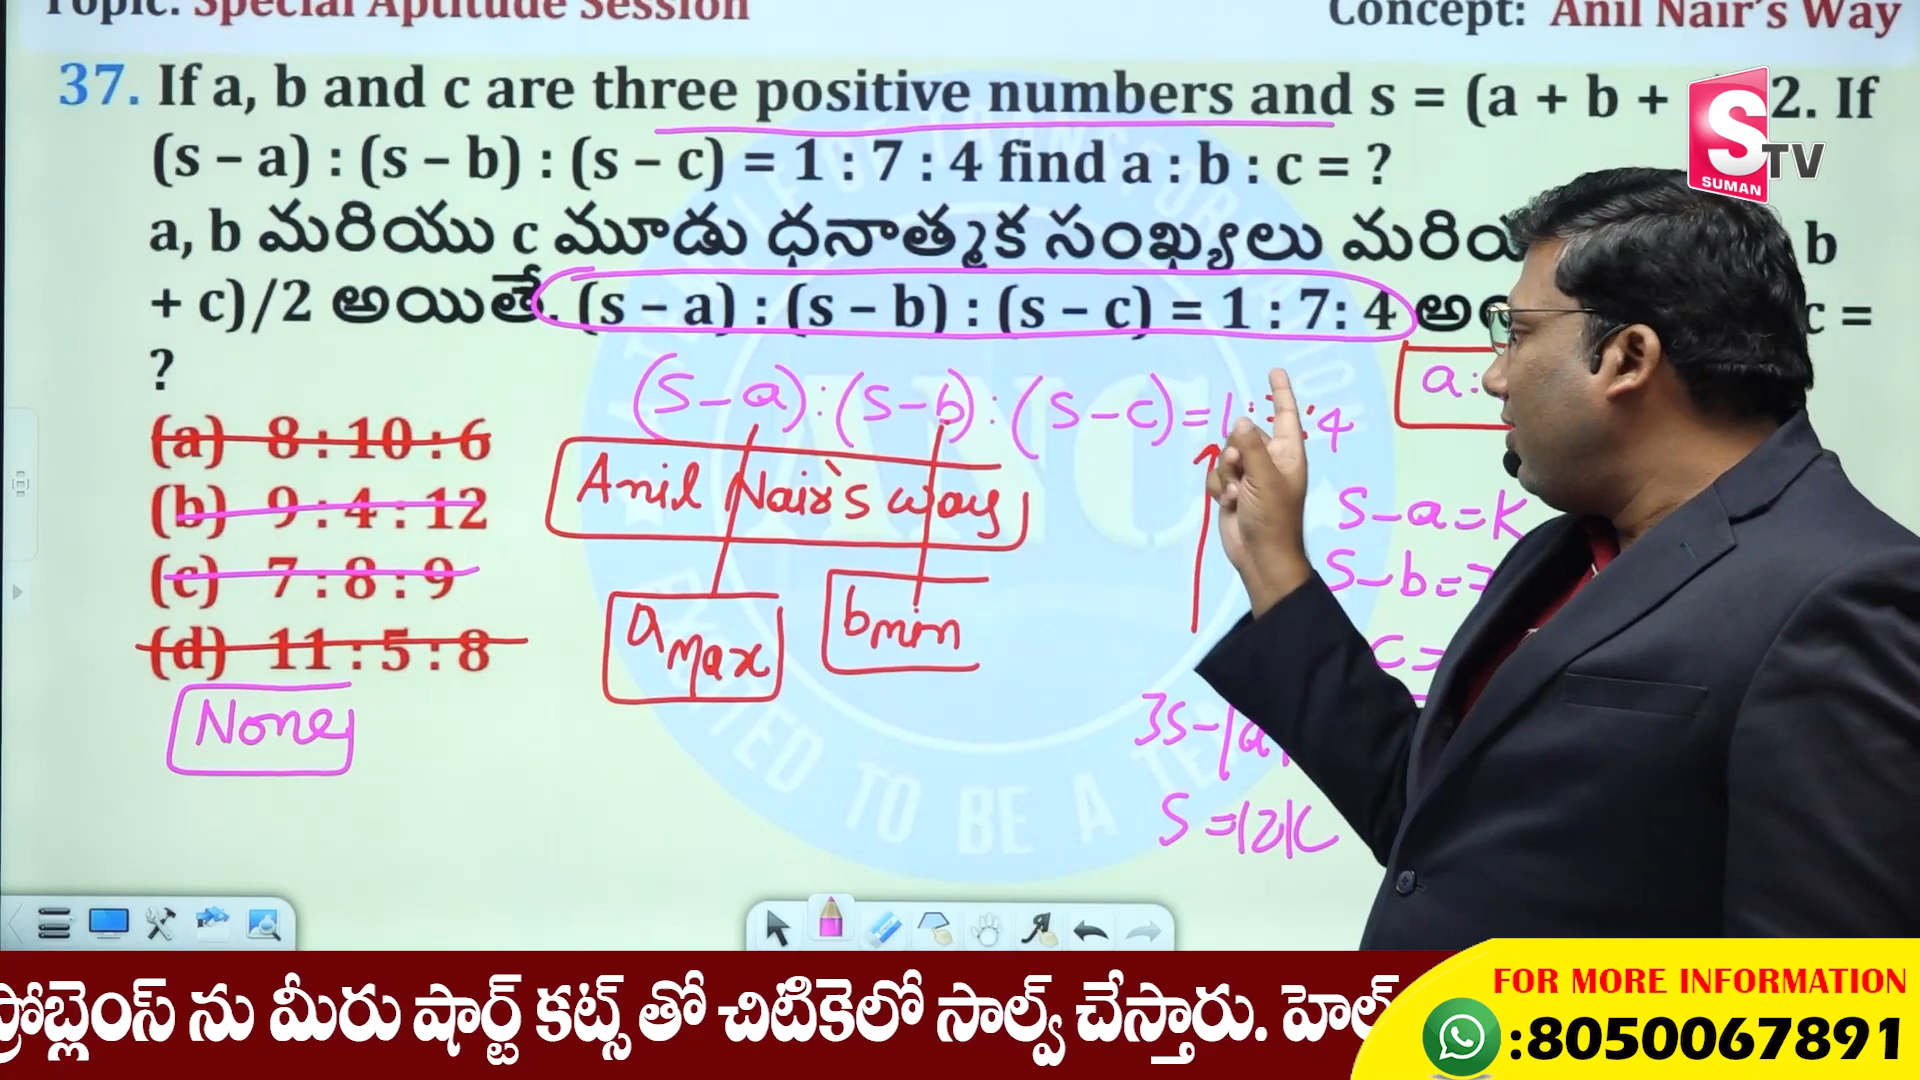 Topic: Special Aptitude Session
Concept: Anil Nair's Way
37. If a, b and c are three positive numbers and s = (a + b + 2. If
(s – a) : (s – b) : (s – c) = 1 : 7 : 4 find a : b : c = ?
a, b మరియు c మూడు ధనాత్మక సంఖ్యలు b
+ c)/2 అయితే. (s – a) : (s – b) : (s – c) = 1 : 7: 4 c =
?
(a) 8 : 10 : 6
(b) 9 : 4 : 12
(c) 7 : 8 : 9
(d) 11 : 5 : 8
None
(s-a):(s-b):(s-c)=1: :4
Anil Nair's way
amax
bmin
a:
s-a=K
s-b=7
c=
3s-(a
s=12K
STV
SUMAN
ప్రోబ్లెంస్ ను మీరు షార్ట్ కట్స్ తో చిటికెలో సాల్వ్ చేస్తారు. హెల్
FOR MORE INFORMATION
:8050067891